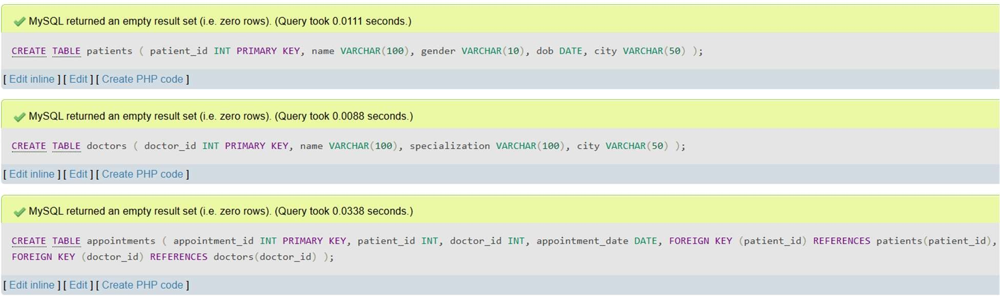 MySQL returned an empty result set (i.e. zero rows). (Query took 0.0111 seconds.)
CREATE TABLE patients ( patient_id INT PRIMARY KEY, name VARCHAR(100), gender VARCHAR(10), dob DATE, city VARCHAR(50) );
[ Edit inline ] [ Edit ] [ Create PHP code ]
MySQL returned an empty result set (i.e. zero rows). (Query took 0.0088 seconds.)
CREATE TABLE doctors ( doctor_id INT PRIMARY KEY, name VARCHAR(100), specialization VARCHAR(100), city VARCHAR(50) );
[ Edit inline ] [ Edit ] [ Create PHP code ]
MySQL returned an empty result set (i.e. zero rows). (Query took 0.0338 seconds.)
CREATE TABLE appointments ( appointment_id INT PRIMARY KEY, patient_id INT, doctor_id INT, appointment_date DATE, FOREIGN KEY (patient_id) REFERENCES patients(patient_id),
FOREIGN KEY (doctor_id) REFERENCES doctors(doctor_id) );
[ Edit inline ] [ Edit ] [ Create PHP code ]